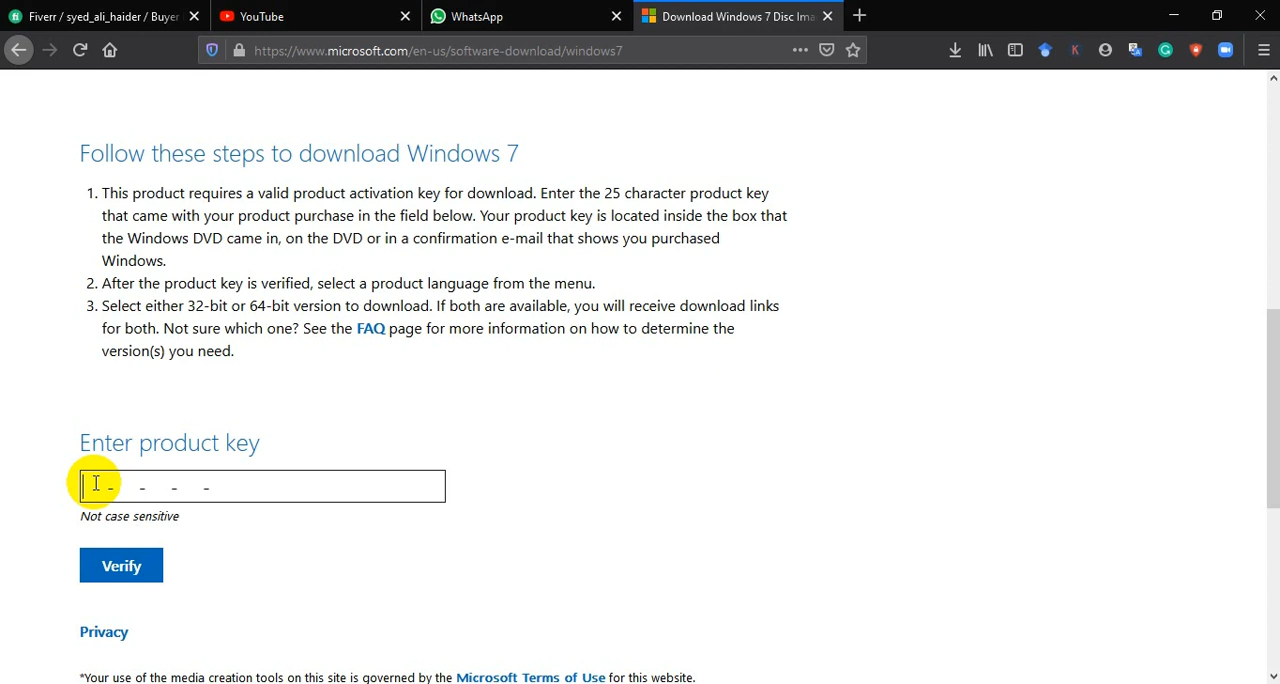 Fiverr / syed_ali_haider / Buyer
YouTube
WhatsApp
Download Windows 7 Disc Ima
https://www.microsoft.com/en-us/software-download/windows7
Follow these steps to download Windows 7
1. This product requires a valid product activation key for download. Enter the 25 character product key
that came with your product purchase in the field below. Your product key is located inside the box that
the Windows DVD came in, on the DVD or in a confirmation e-mail that shows you purchased
Windows.
2. After the product key is verified, select a product language from the menu.
3. Select either 32-bit or 64-bit version to download. If both are available, you will receive download links
for both. Not sure which one? See the FAQ page for more information on how to determine the
version(s) you need.
Enter product key
- - - -
Not case sensitive
Verify
Privacy
*Your use of the media creation tools on this site is governed by the Microsoft Terms of Use for this website.